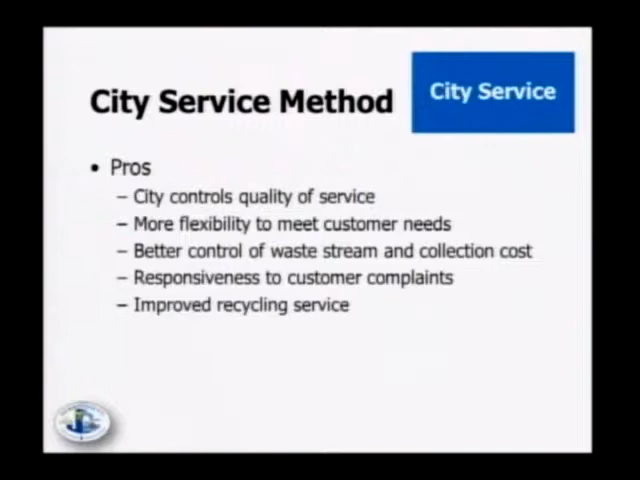 City Service Method
City Service
• Pros
– City controls quality of service
– More flexibility to meet customer needs
– Better control of waste stream and collection cost
– Responsiveness to customer complaints
– Improved recycling service